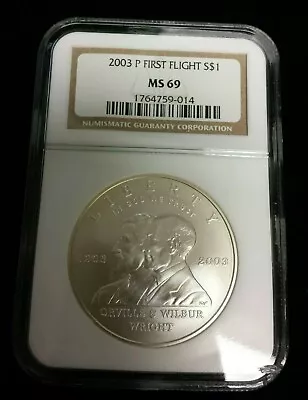 2003 P FIRST FLIGHT S$1
MS 69
1764759-014
NUMISMATIC GUARANTY CORPORATION
LIBERTY
IN GOD WE TRUST
1903 2003
ORVILLE & WILBUR
WRIGHT